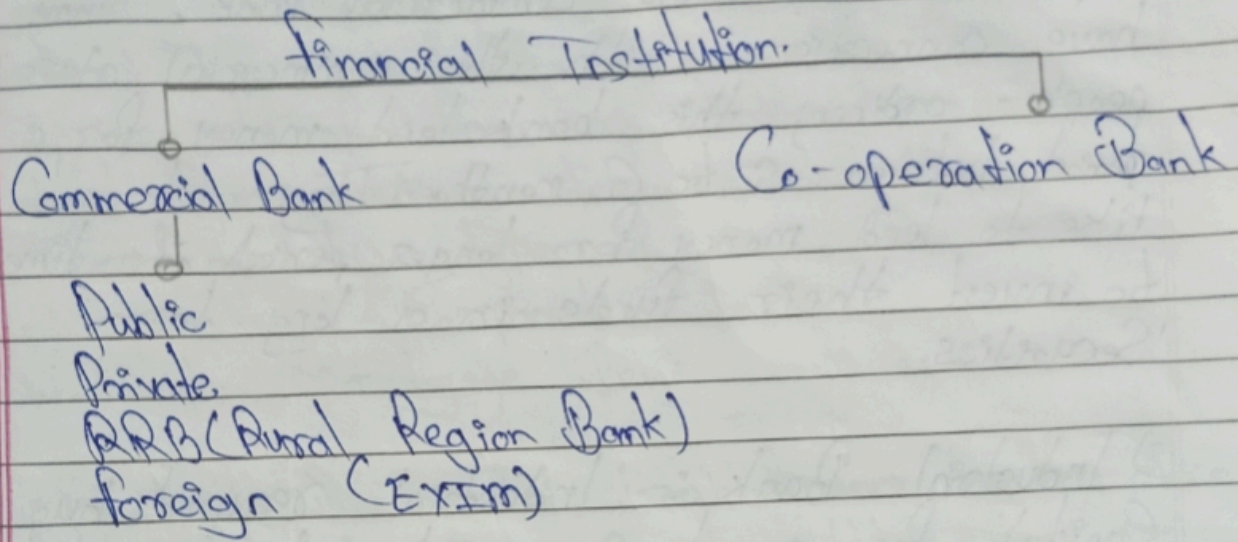 Financial Institution.
Commercial Bank
Co-operation Bank
Public
Private
RRB (Rural Region Bank)
foreign (EXIM)